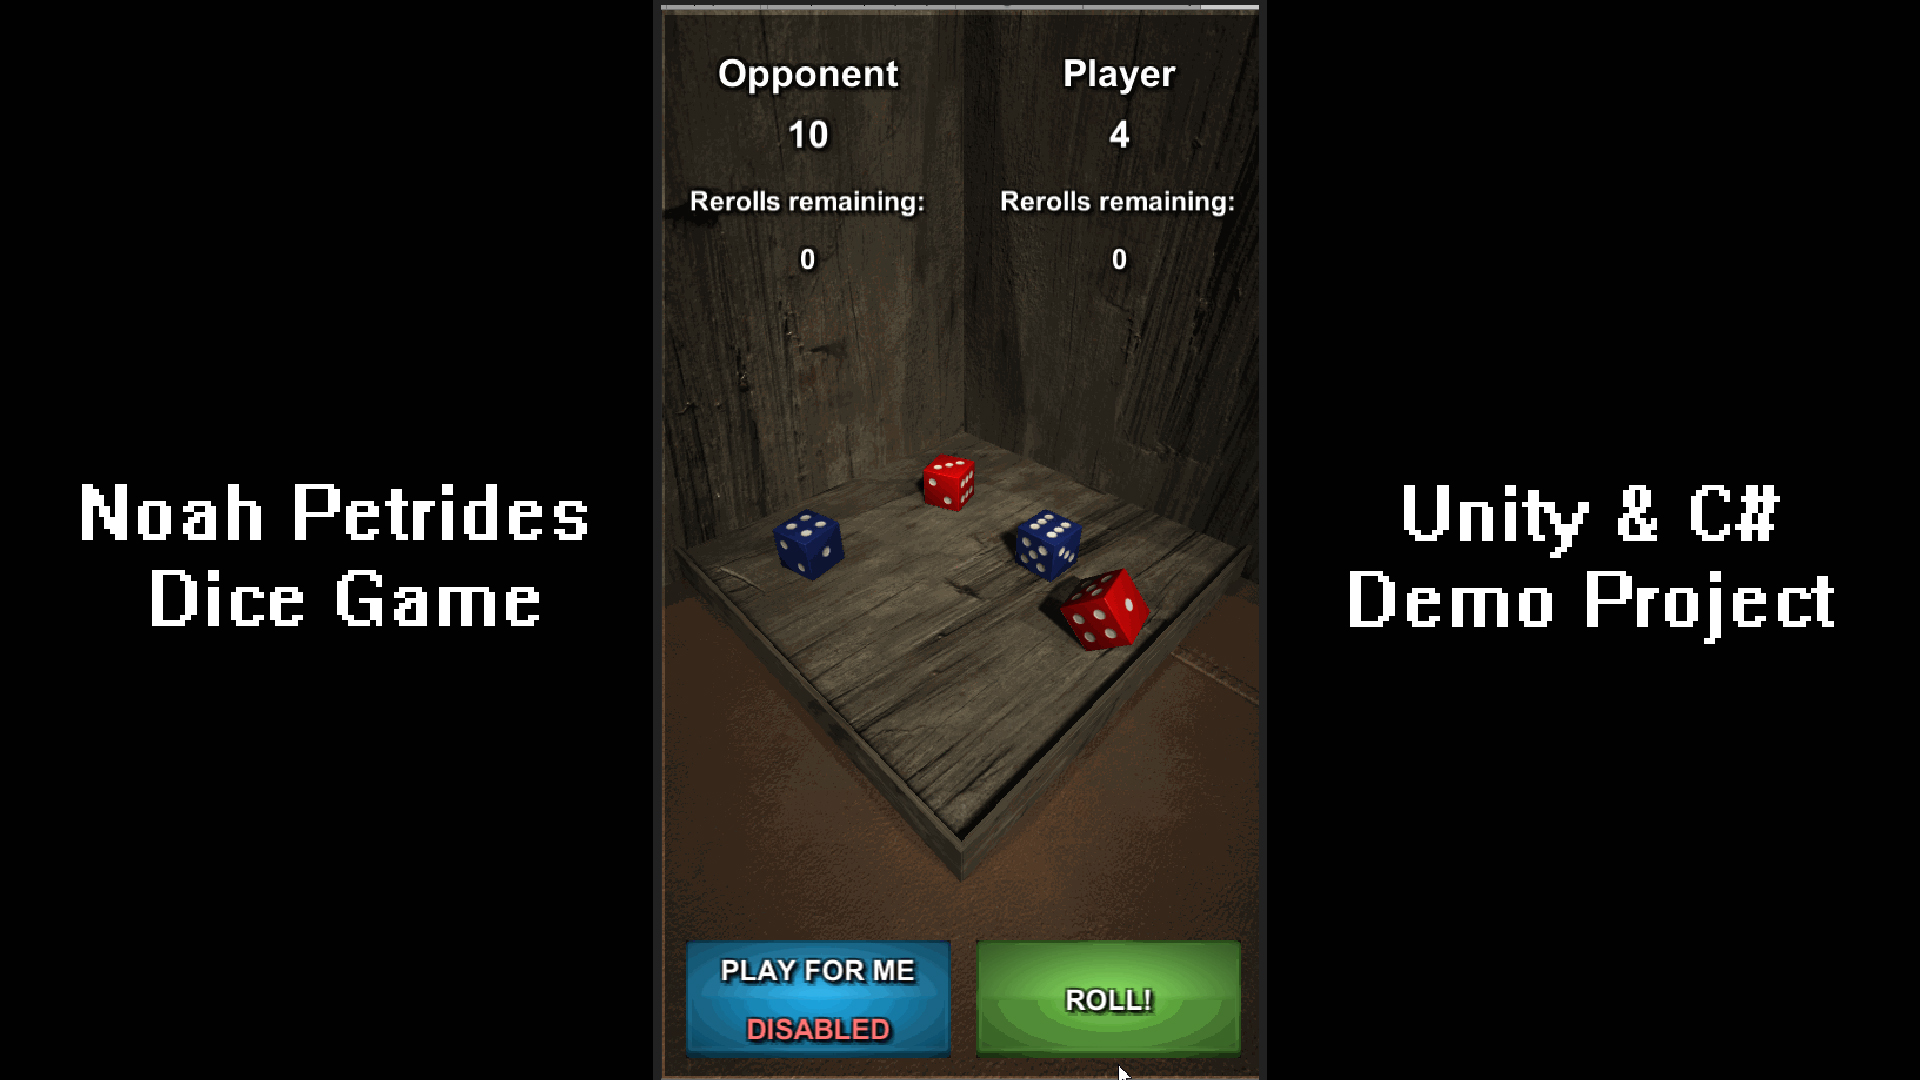 Opponent
10
Rerolls remaining:
0
Player
4
Rerolls remaining:
0
Noah Petrides
Dice Game
Unity & C#
Demo Project
PLAY FOR ME
DISABLED
ROLL!